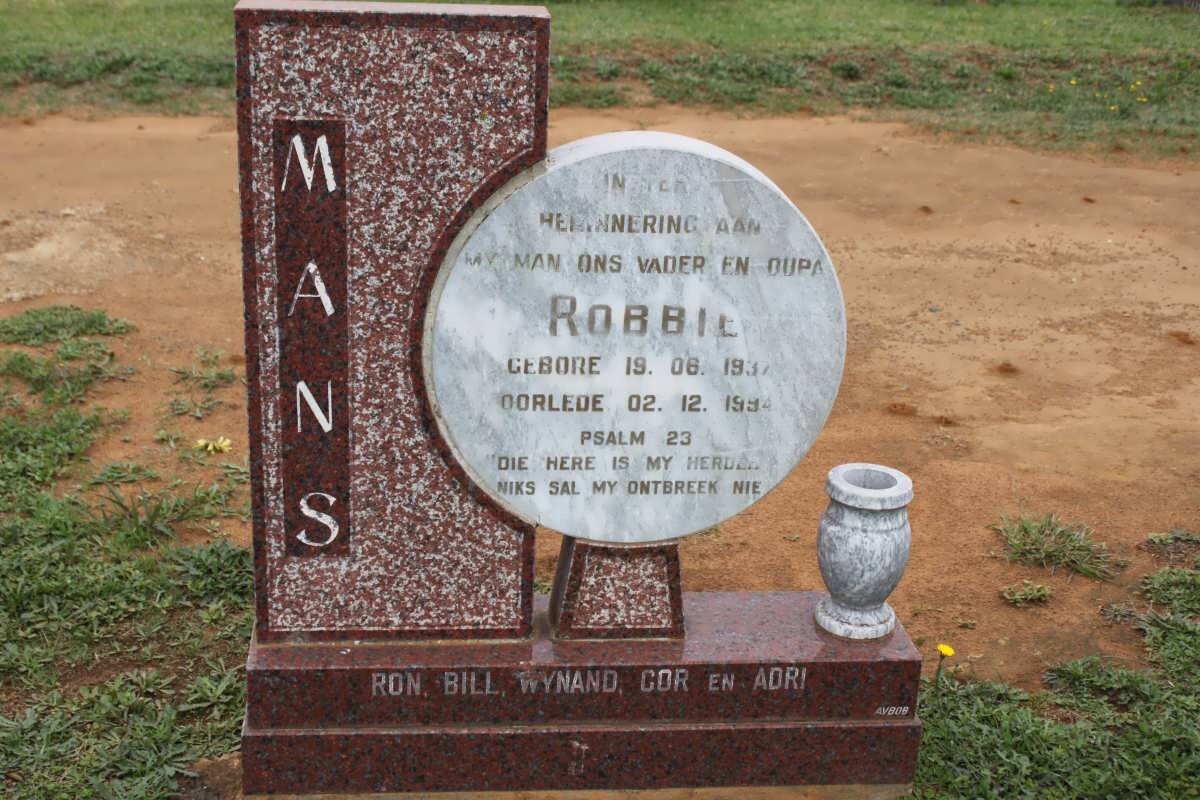 MANS
IN
HERINNERING AAN
MY MAN ONS VADER EN OUPA
ROBBIE
GEBORE 19. 06. 1937
OORLEDE 02. 12. 1994
PSALM 23
"DIE HERE IS MY HERDER
NIKS SAL MY ONTBREEK NIE
RON, BILL, WYNAND, COR EN ADRI
AVBOB